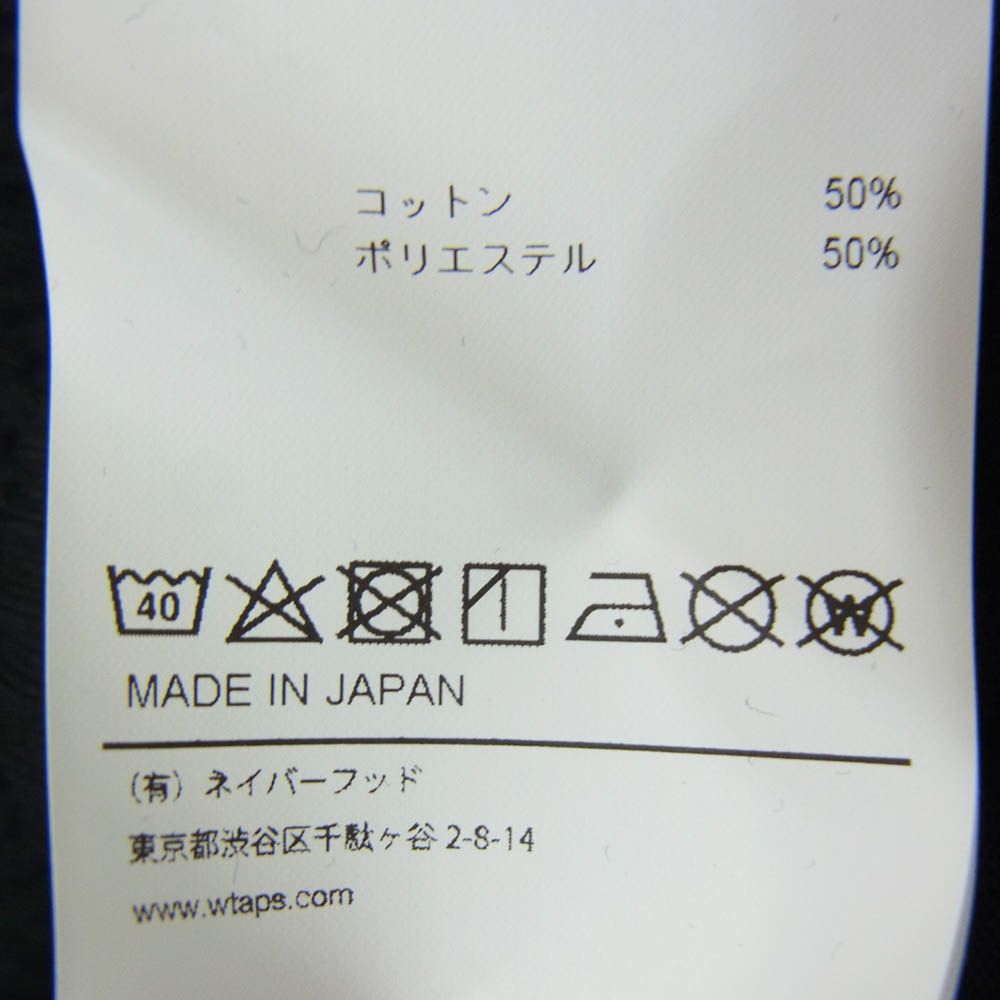 コットン 50%
ポリエステル 50%
40 W
MADE IN JAPAN
(有) ネイバーフッド
東京都渋谷区千駄ヶ谷 2-8-14
www.wtaps.com